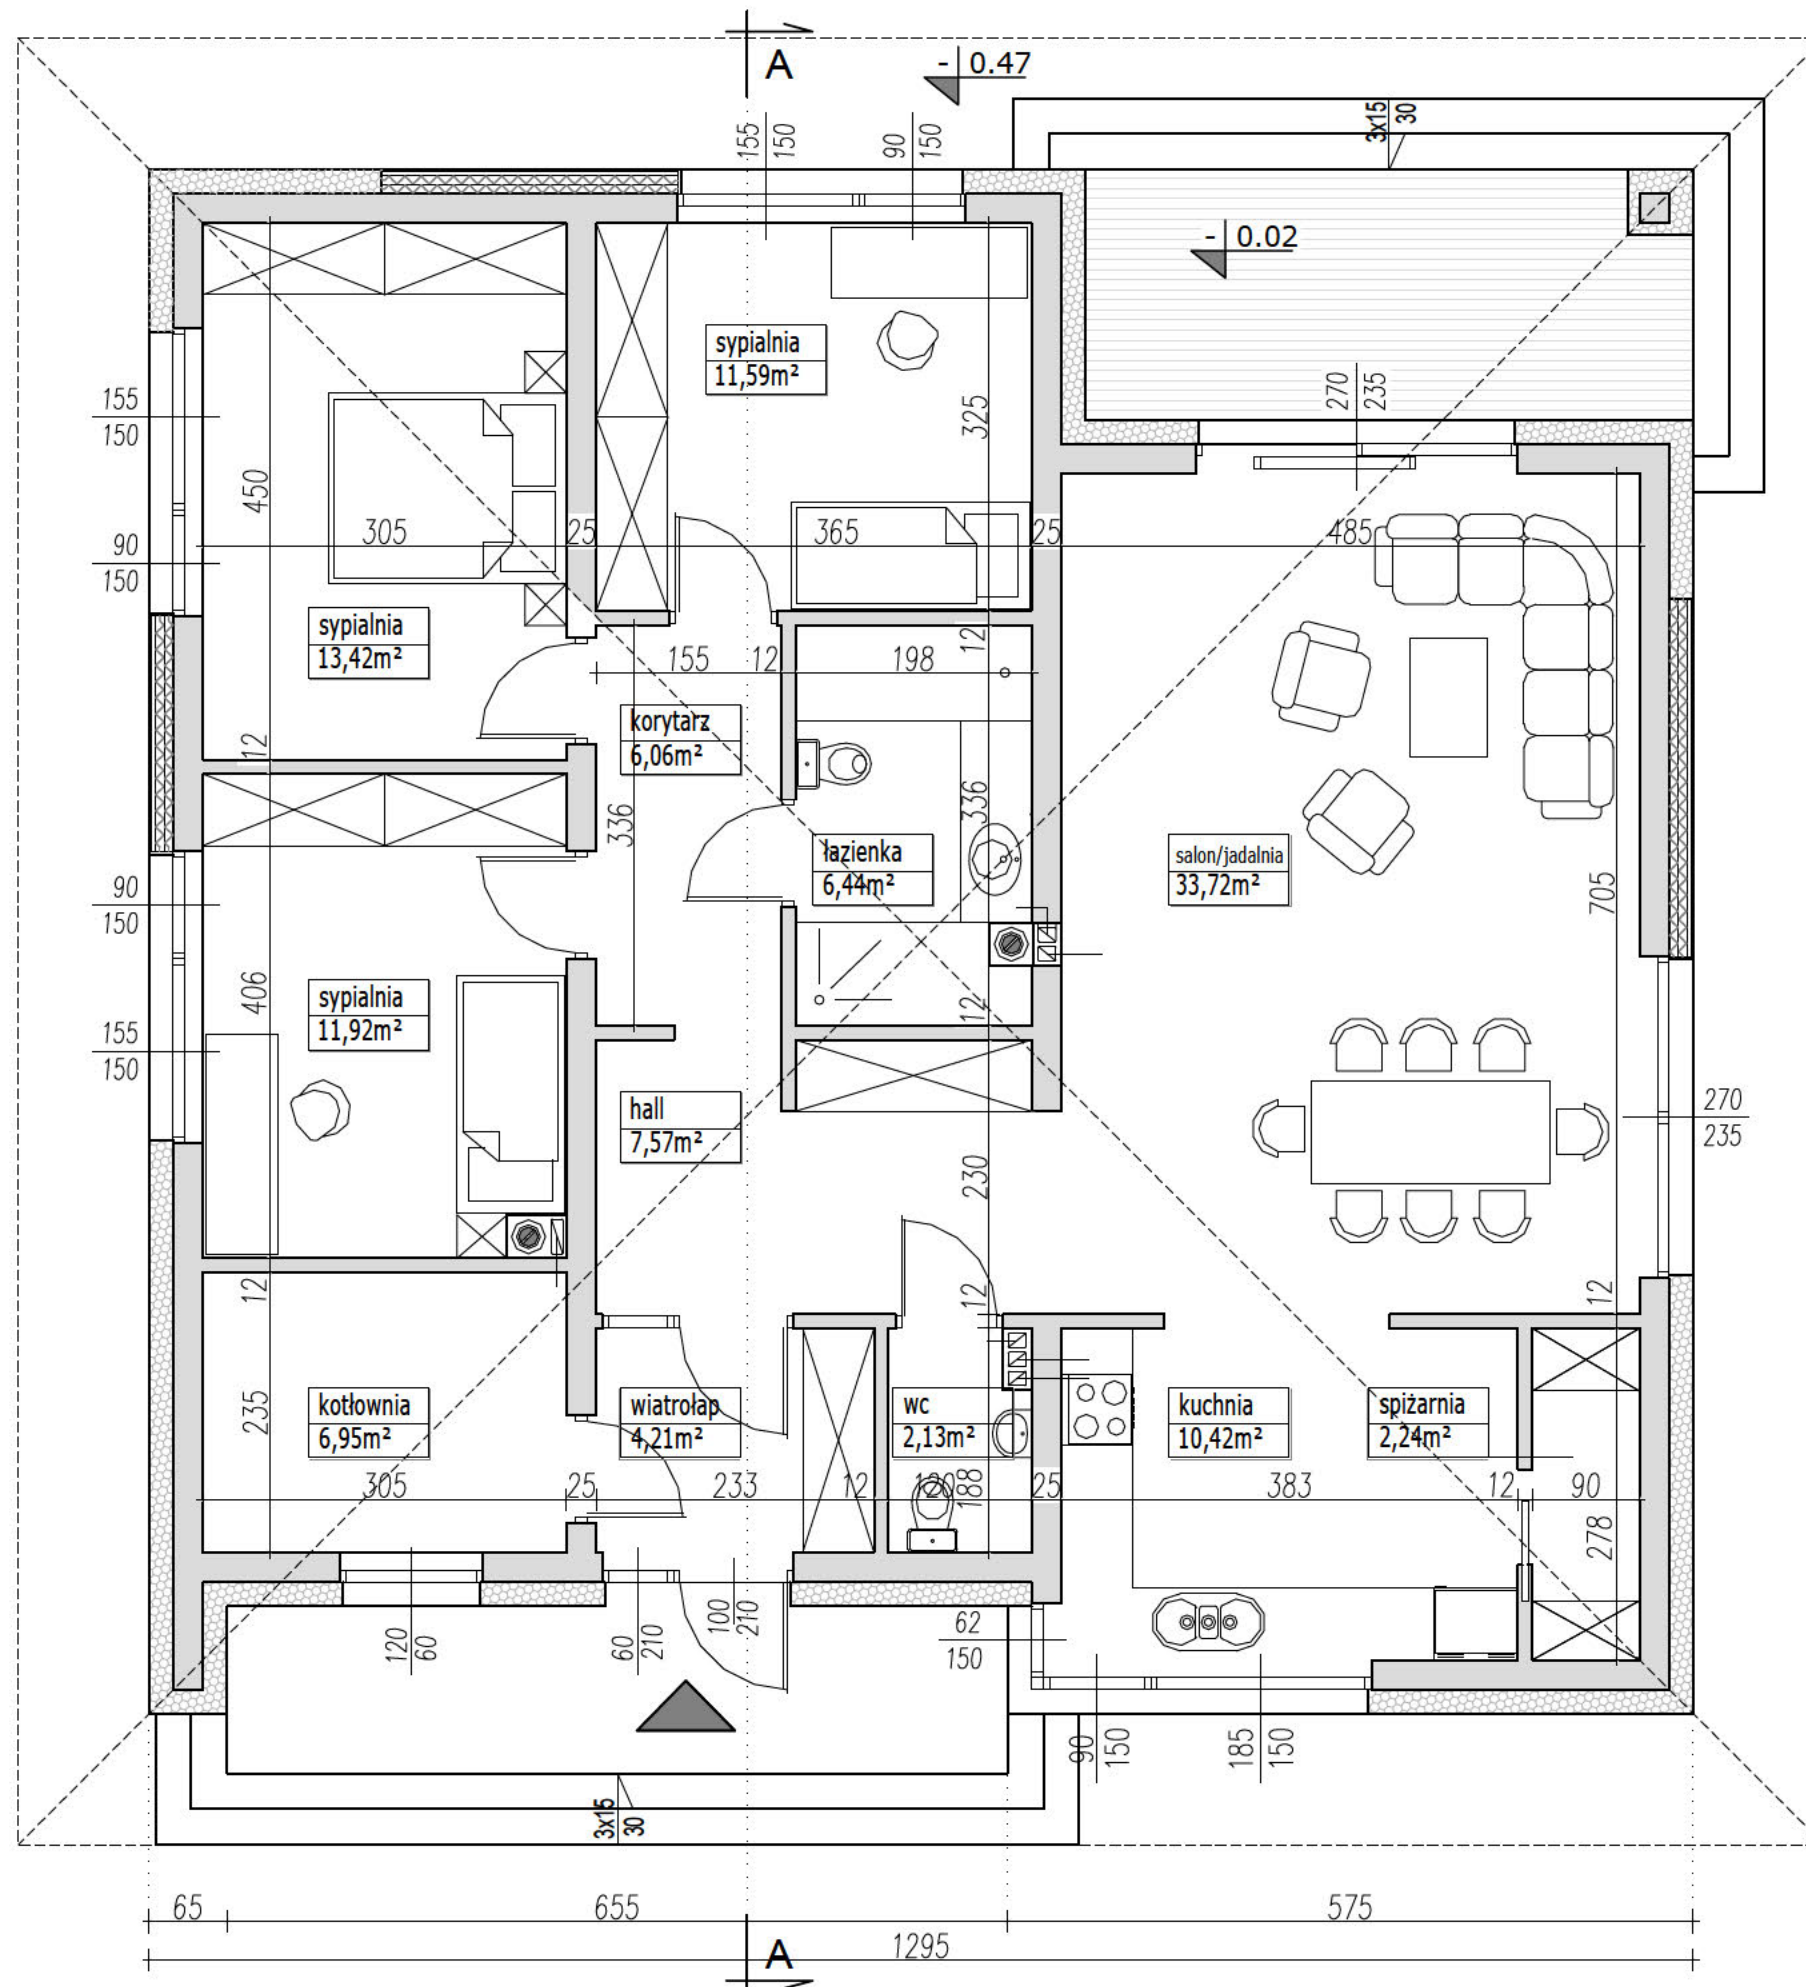 A
- 0.47
3x15
30
155
150
90
150
- 0.02
sypialnia
11,59m²
270
235
155
150
325
450
305
25
365
25
485
90
150
sypialnia
13,42m²
12
155
12
198
korytarz
6,06m²
12
336
336
łazienka
6,44m²
salon/jadalnia
33,72m²
705
90
150
406
sypialnia
11,92m²
12
155
150
hall
7,57m²
270
235
230
12
12
12
235
kotłownia
6,95m²
wiatrołap
4,21m²
wc
2,13m²
kuchnia
10,42m²
spiżarnia
2,24m²
305
25
233
12
120
188
25
383
12
90
278
120
60
60
210
100
210
62
150
90
150
185
150
3x15
30
65
655
575
A
1295